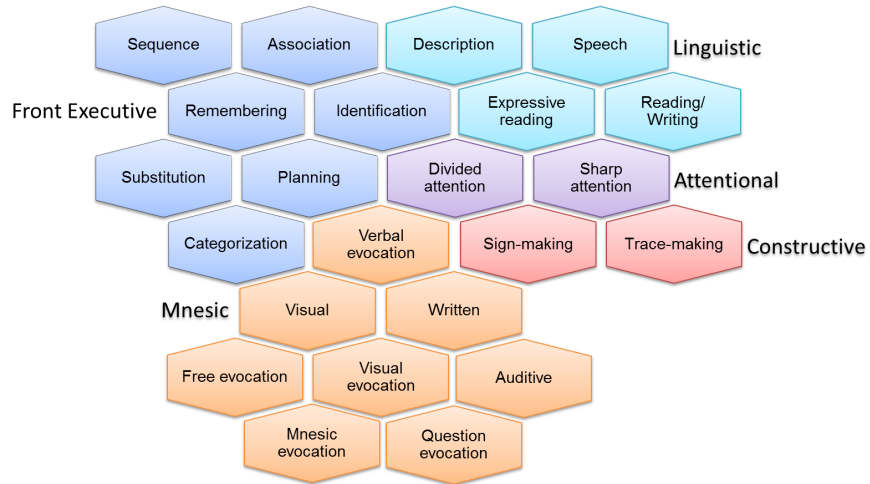 Sequence
Association
Description
Speech
Linguistic
Front Executive
Remembering
Identification
Expressive
reading
Reading/
Writing
Substitution
Planning
Divided
attention
Sharp
attention
Attentional
Categorization
Verbal
evocation
Sign-making
Trace-making
Constructive
Mnesic
Visual
Written
Free evocation
Visual
evocation
Auditive
Mnesic
evocation
Question
evocation